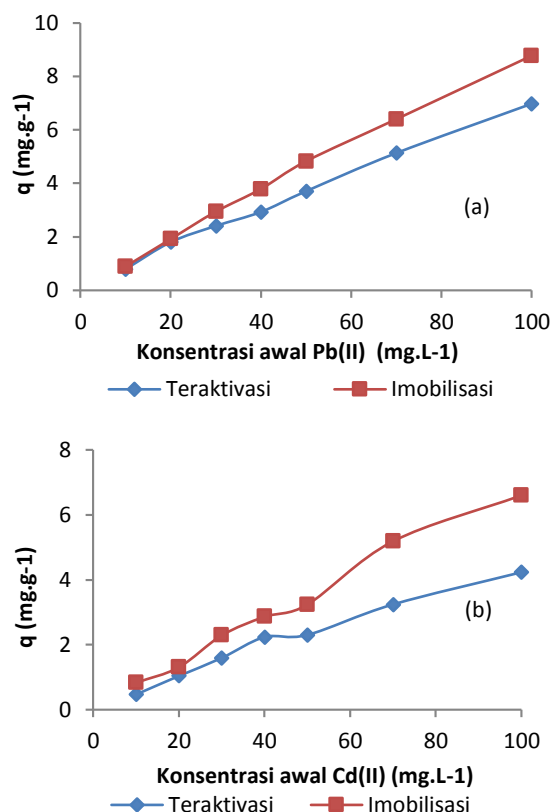 10
8
6
4
2
0
q (mg.g-1)
(a)
0 20 40 60 80 100
Konsentrasi awal Pb(II) (mg.L-1)
Teraktivasi Imobilisasi
8
6
4
2
0
q (mg.g-1)
(b)
0 20 40 60 80 100
Konsentrasi awal Cd(II) (mg.L-1)
Teraktivasi Imobilisasi